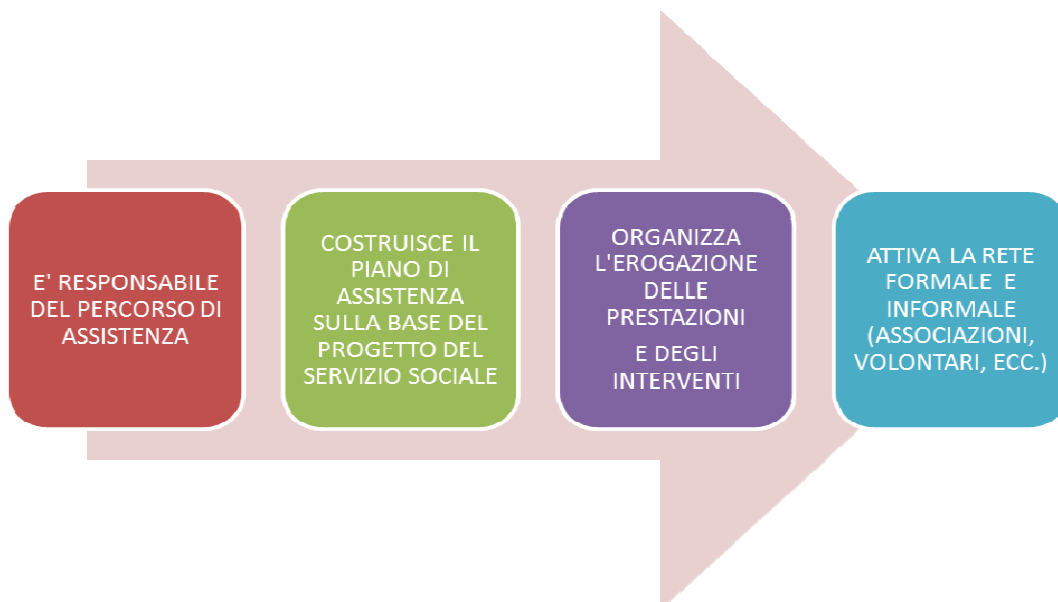 E' RESPONSABILE
DEL PERCORSO DI
ASSISTENZA
COSTRUISCE IL
PIANO DI
ASSISTENZA
SULLA BASE DEL
PROGETTO DEL
SERVIZIO SOCIALE
ORGANIZZA
L'EROGAZIONE
DELLE
PRESTAZIONI
E DEGLI
INTERVENTI
ATTIVA LA RETE
FORMALE E
INFORMALE
(ASSOCIAZIONI,
VOLONTARI, ECC.)